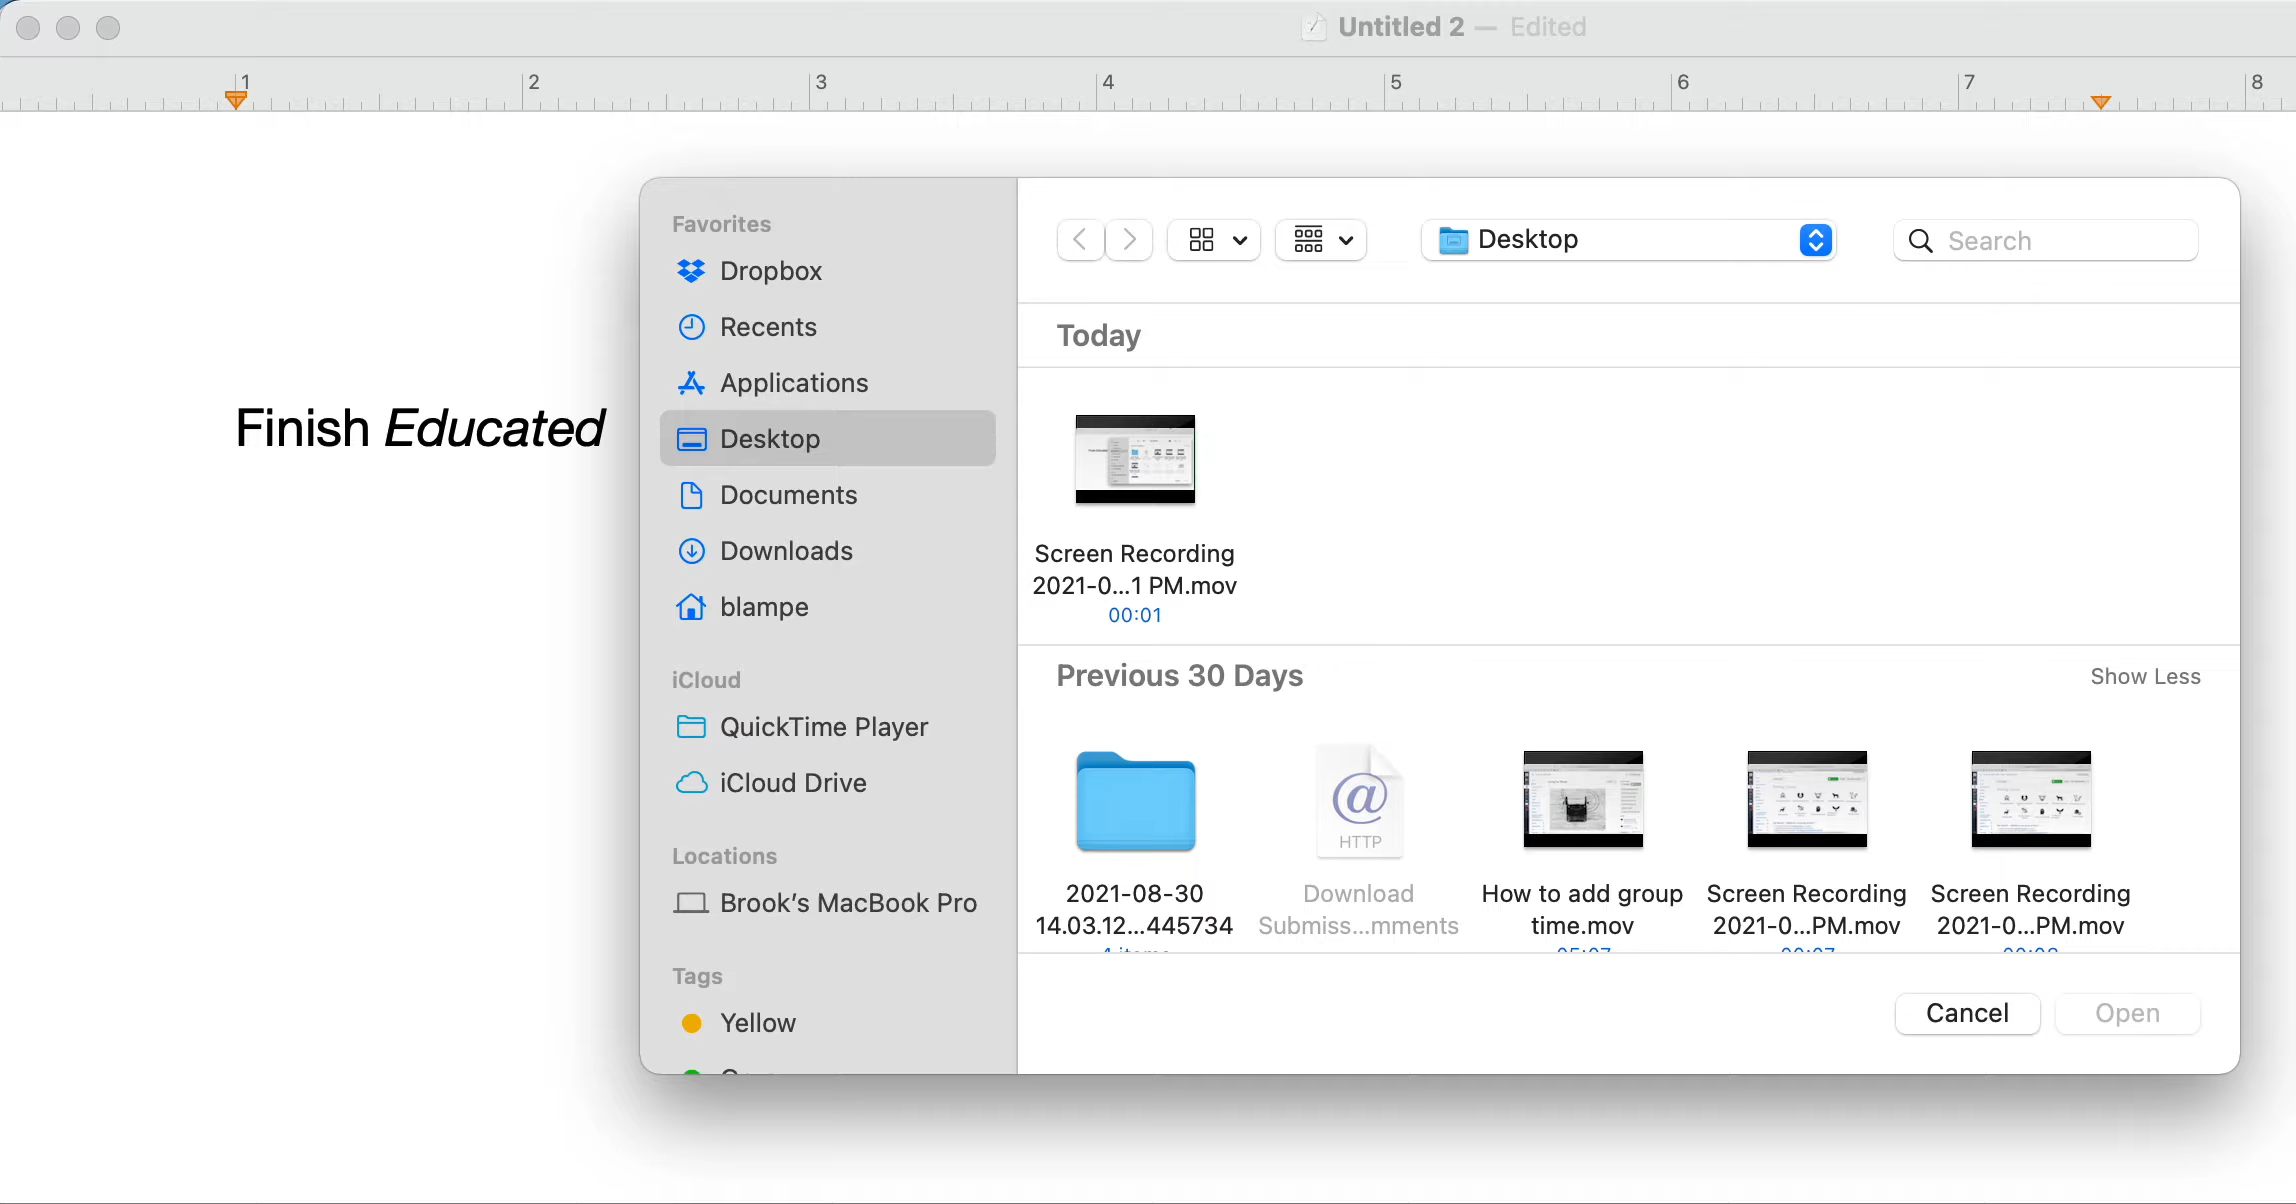 Untitled 2 — Edited
1 2 3 4 5 6 7 8
Finish Educated
Favorites
Dropbox
Recents
Applications
Desktop
Documents
Downloads
blampe
iCloud
QuickTime Player
iCloud Drive
Locations
Brook’s MacBook Pro
Tags
Yellow
Desktop
Search
Today
Screen Recording
2021-0...1 PM.mov
00:01
Previous 30 Days
Show Less
2021-08-30
14.03.12...445734
HTTP
Download
Submiss...mments
How to add group
time.mov
Screen Recording
2021-0...PM.mov
Screen Recording
2021-0...PM.mov
Cancel
Open